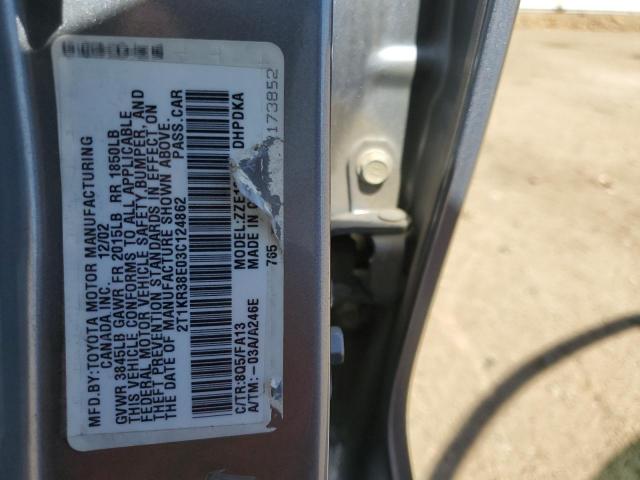 MFD.BY:TOYOTA MOTOR MANUFACTURING
CANADA INC. 12/02
GVWR 3845LB GAWR FR 2015LB RR 1850LB
THIS VEHICLE CONFORMS TO ALL APPLICABLE
FEDERAL MOTOR VEHICLE SAFETY, BUMPER, AND
THEFT PREVENTION STANDARDS IN EFFECT ON
THE DATE OF MANUFACTURE SHOWN ABOVE.
2T1KR38E03C124862 PASS.CAR
C/TR:8Q5/FA13 MODEL:ZZE1 DHPDKA
A/TM:-03A/A246E MADE IN
765 173852